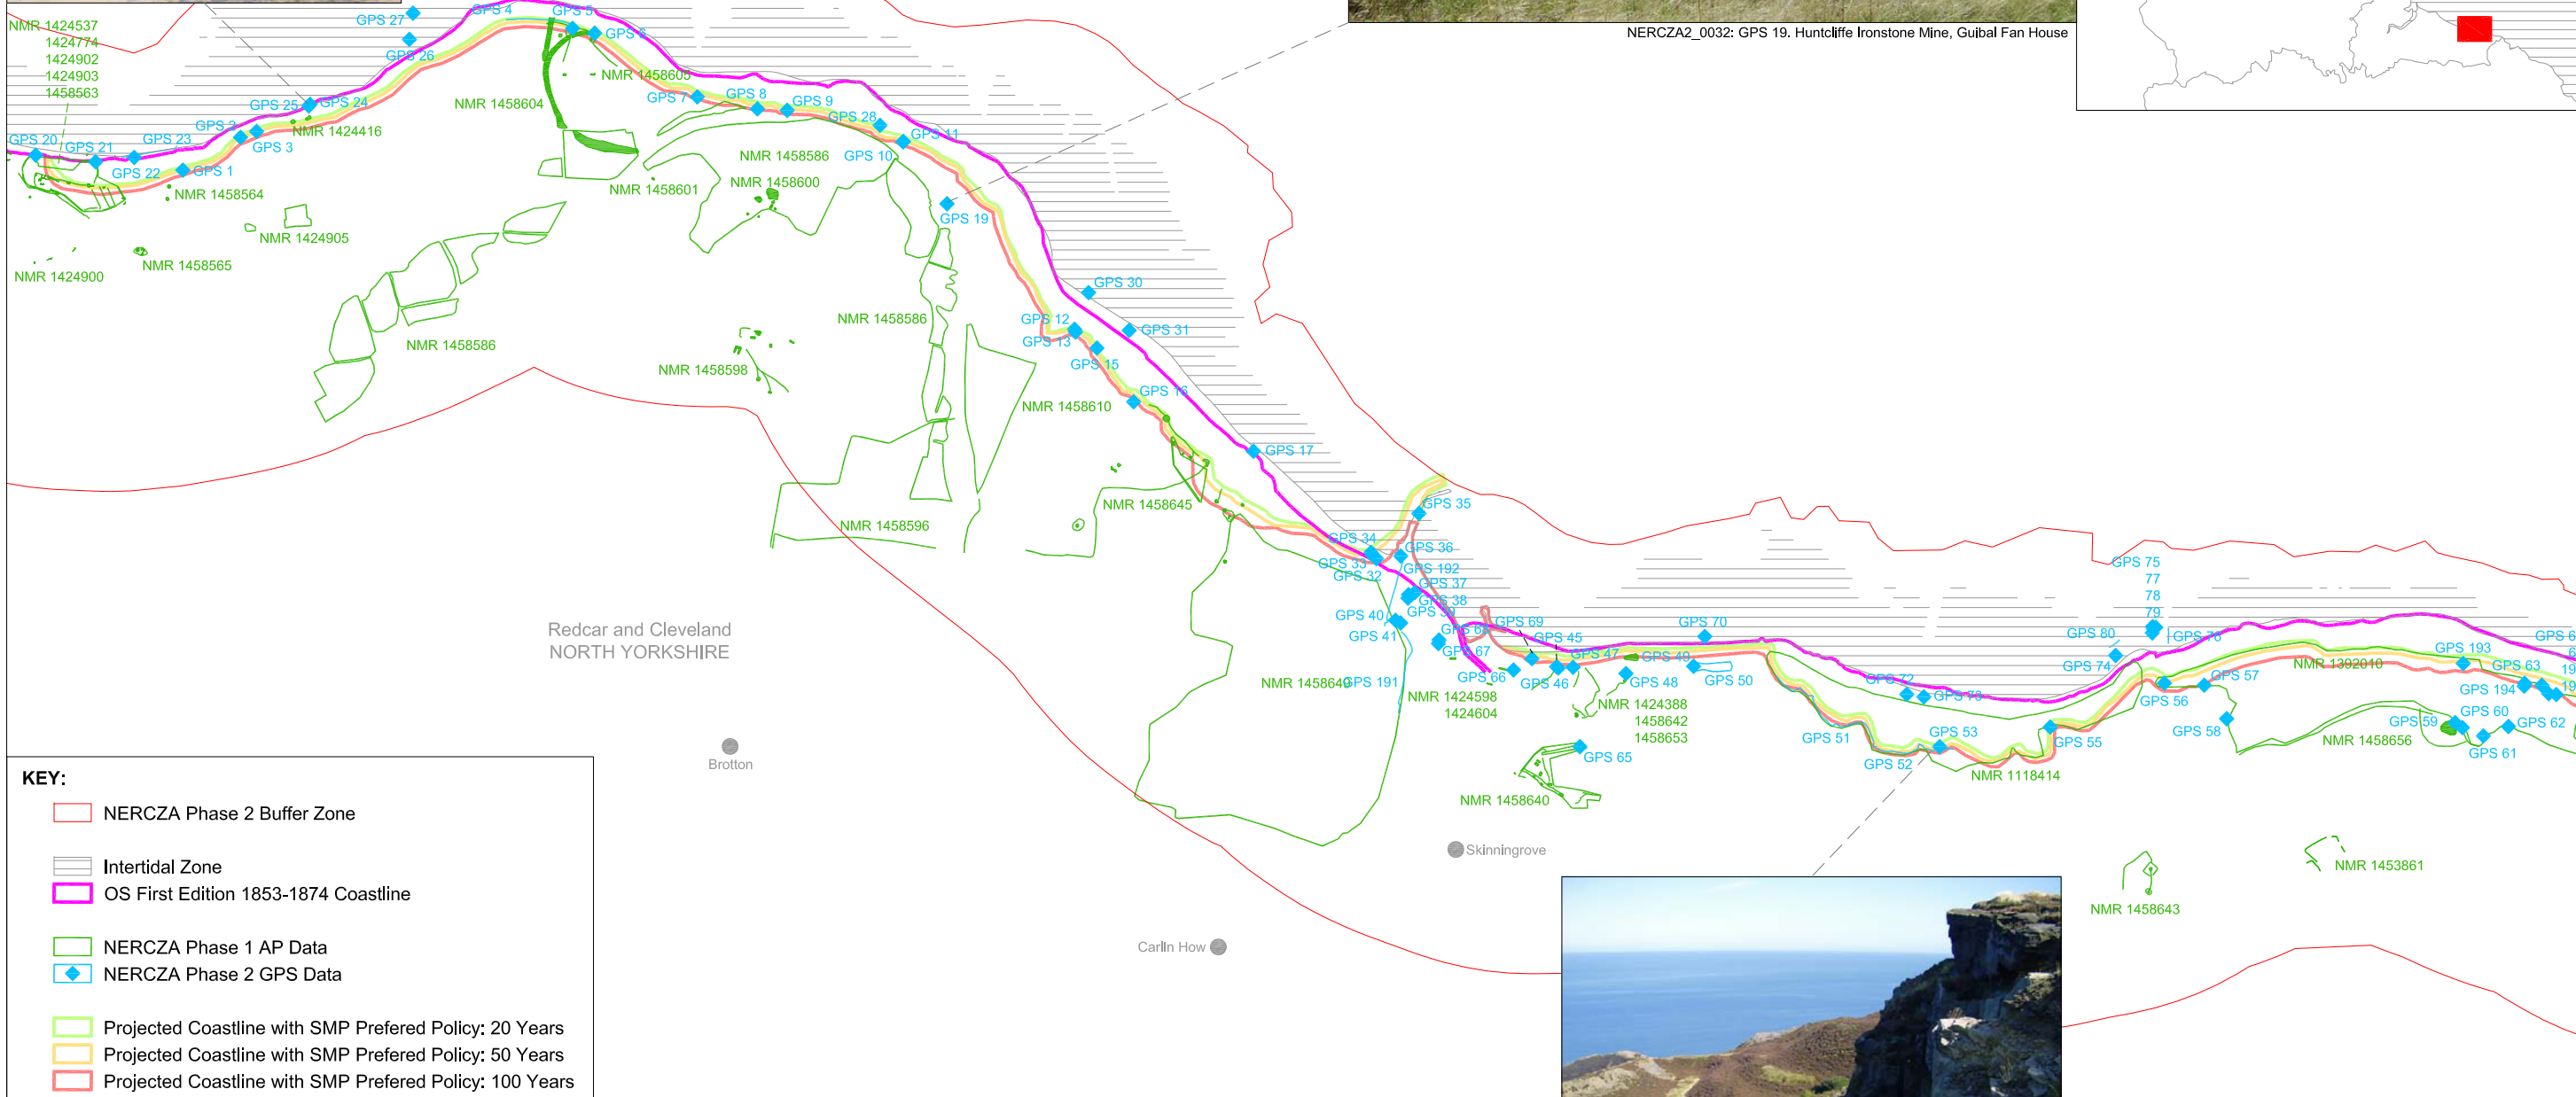 NERCZA2_0032: GPS 19. Huntcliffe Ironstone Mine, Guibal Fan House
GPS 27
GPS 4
GPS 5
GPS 6
GPS 26
NMR 1424537
1424774
1424902
1424903
1458563
NMR 1458605
NMR 1458604
GPS 25
GPS 24
GPS 7
GPS 8
GPS 9
GPS 28
GPS 11
GPS 10
GPS 2
GPS 3
NMR 1424416
GPS 20
GPS 21
GPS 23
GPS 22
GPS 1
NMR 1458564
NMR 1458586
NMR 1458600
NMR 1458601
GPS 19
NMR 1424905
NMR 1458565
NMR 1424900
GPS 30
GPS 12
GPS 31
GPS 13
GPS 15
NMR 1458586
NMR 1458586
NMR 1458598
GPS 16
NMR 1458610
GPS 17
NMR 1458645
NMR 1458596
GPS 35
GPS 34
GPS 36
GPS 33
GPS 192
GPS 32
GPS 37
GPS 38
GPS 39
GPS 40
GPS 41
GPS 68
GPS 67
GPS 69
GPS 45
GPS 70
GPS 47
GPS 49
GPS 66
GPS 46
GPS 48
GPS 50
NMR 1458649
GPS 191
NMR 1424598
1424604
NMR 1424388
1458642
1458653
GPS 65
NMR 1458640
GPS 72
GPS 73
GPS 51
GPS 53
GPS 52
GPS 55
NMR 1118414
GPS 75
77
78
79
GPS 80
GPS 76
GPS 74
GPS 56
GPS 57
GPS 58
NMR 1392010
GPS 193
GPS 63
GPS 194
GPS 59
GPS 60
GPS 62
GPS 61
NMR 1458656
NMR 1453861
NMR 1458643
Redcar and Cleveland
NORTH YORKSHIRE
Brotton
Skinningrove
Carlin How
KEY:
NERCZA Phase 2 Buffer Zone
Intertidal Zone
OS First Edition 1853-1874 Coastline
NERCZA Phase 1 AP Data
NERCZA Phase 2 GPS Data
Projected Coastline with SMP Prefered Policy: 20 Years
Projected Coastline with SMP Prefered Policy: 50 Years
Projected Coastline with SMP Prefered Policy: 100 Years